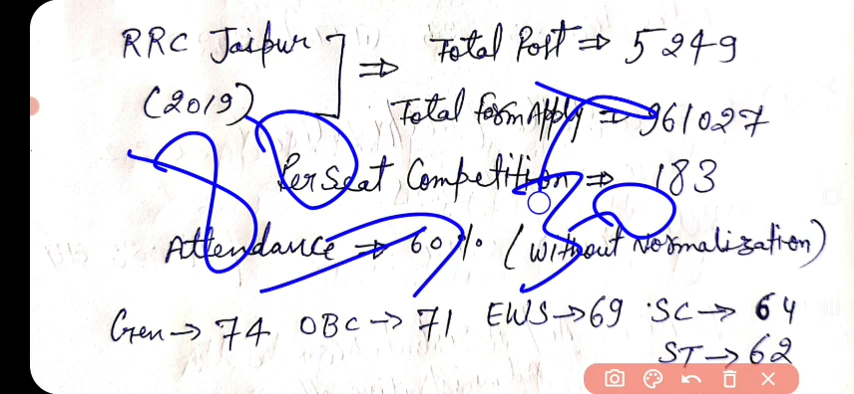 RRC Jaipur ⇒ Total Post ⇒ 5249
(2019) Total form Apply ⇒ 961027
Per Seat Competition ⇒ 183
Attendance ⇒ 60% (Without Normalization)
Gen → 74 OBC → 71 EWS → 69 SC → 64
ST → 62